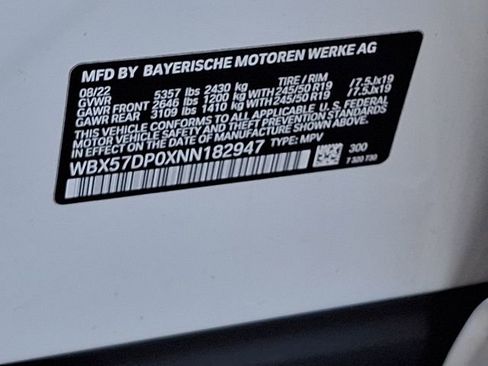 MFD BY BAYERISCHE MOTOREN WERKE AG
08/22 TIRE / RIM
GVWR 5357 lbs 2430 kg
GAWR FRONT 2646 lbs 1200 kg WITH 245/50 R19 /7.5Jx19
GAWR REAR 3109 lbs 1410 kg WITH 245/50 R19 /7.5Jx19
THIS VEHICLE CONFORMS TO ALL APPLICABLE U. S. FEDERAL
MOTOR VEHICLE SAFETY AND THEFT PREVENTION STANDARDS
IN EFFECT ON THE DATE OF MANUFACTURE SHOWN ABOVE.
WBX57DP0XNN182947 TYPE: MPV
300
7 320 730